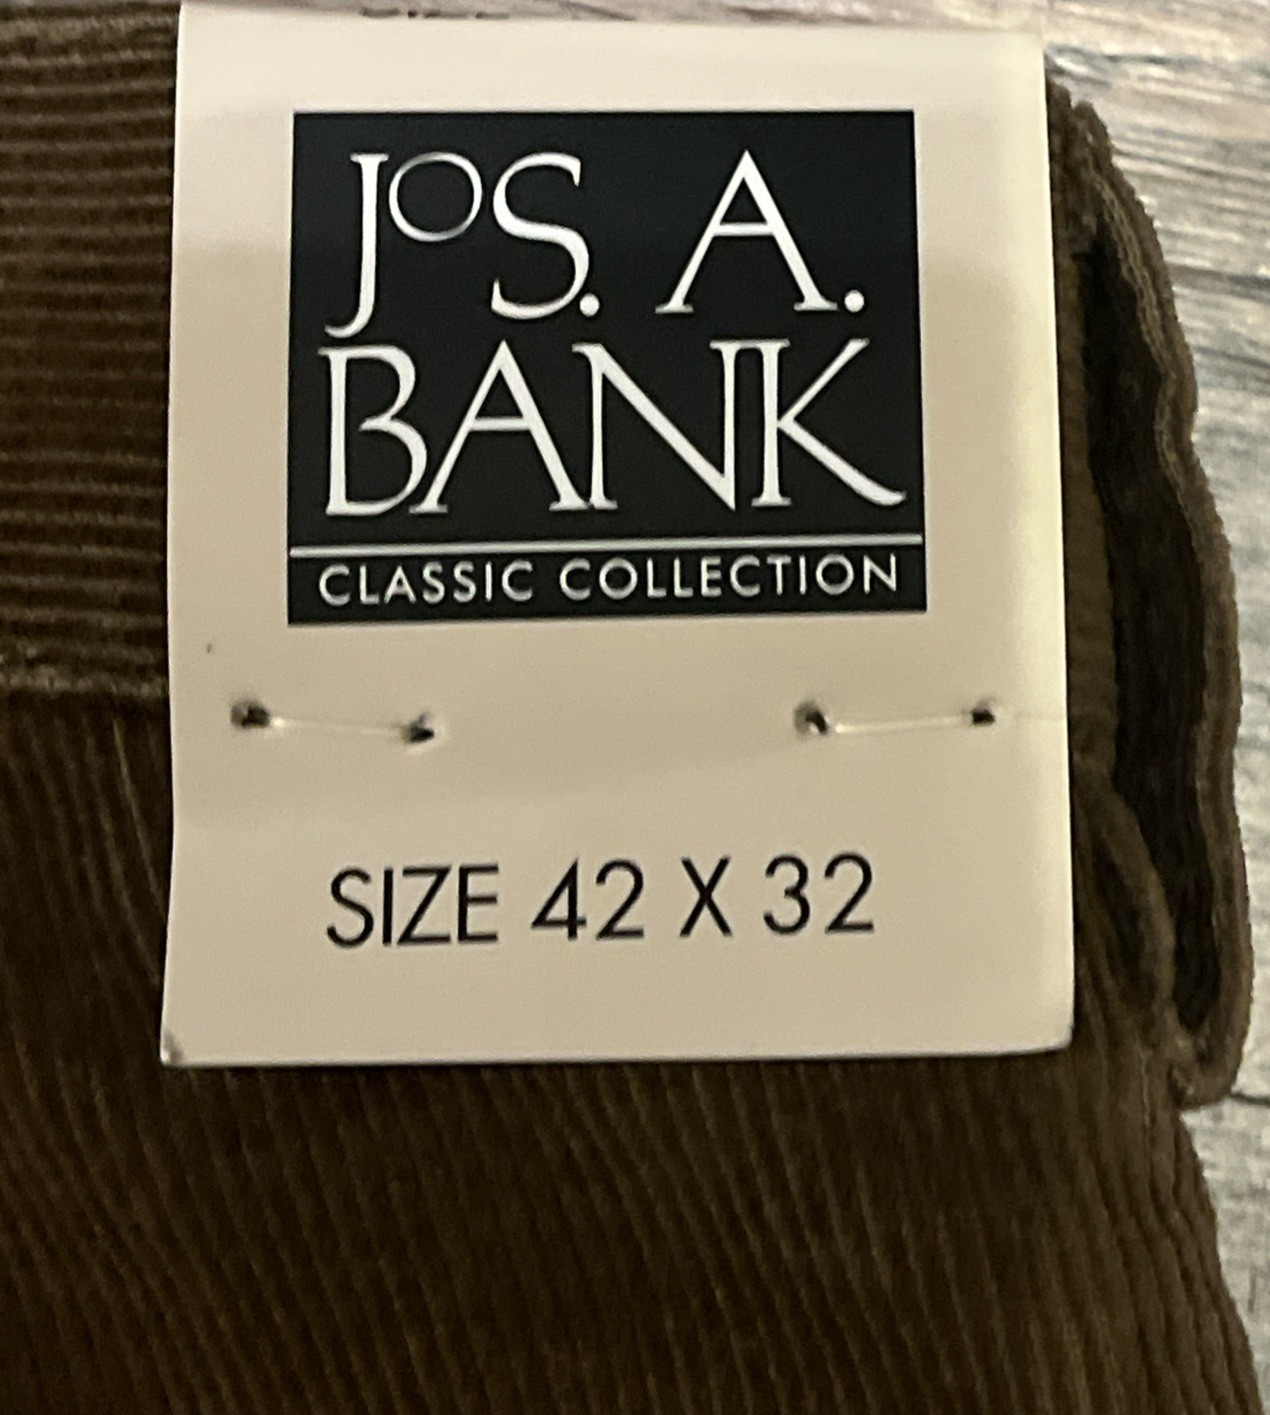 JOS. A.
BANK
CLASSIC COLLECTION
SIZE 42 X 32